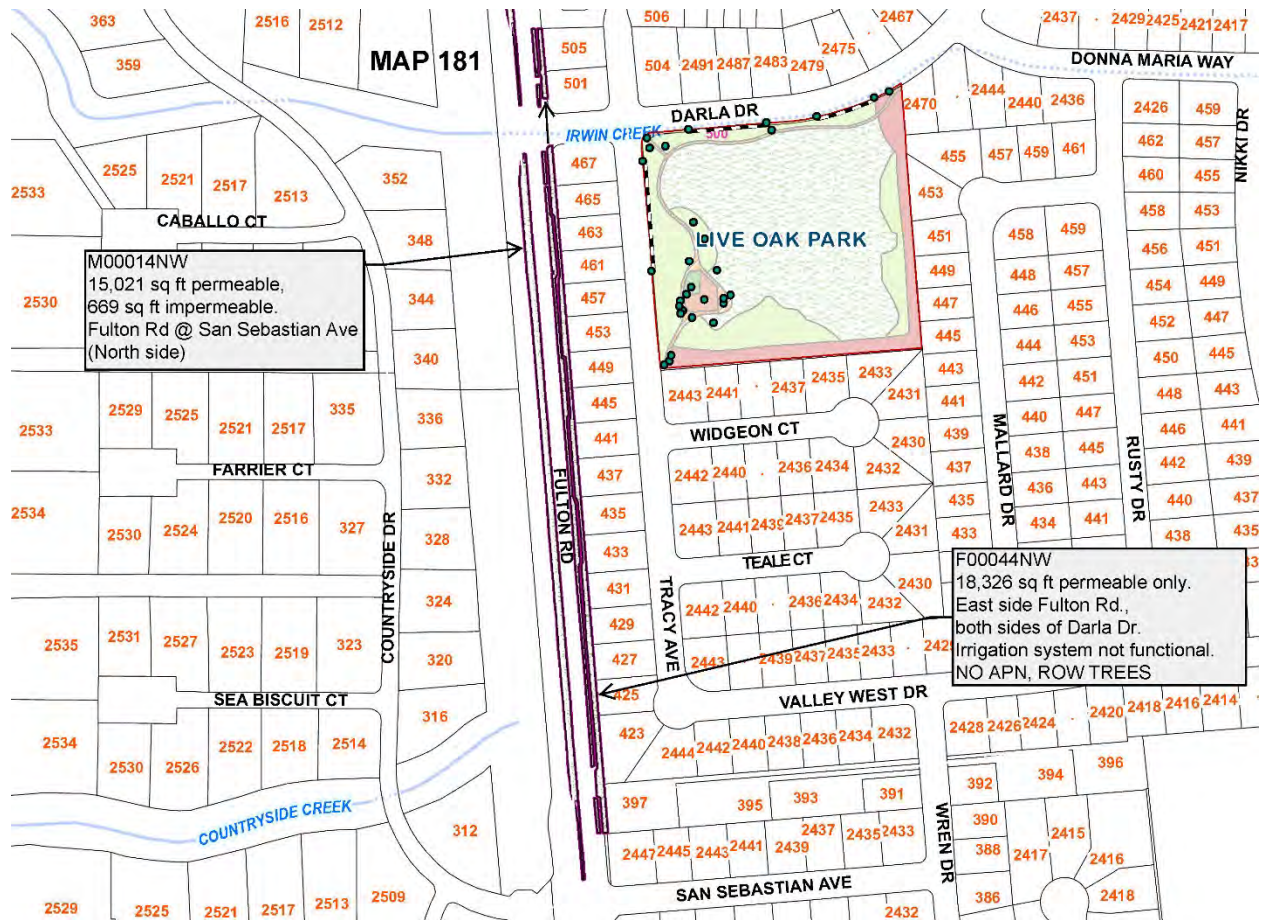 363
2516 2512
359
MAP 181
506
505
501
504 2491 2487 2483 2479
2475
2467
2437 . 2429 2425 2421 2417
DONNA MARIA WAY
DARLA DR
500
IRWIN CREEK
2470
2444
2440 2436
2426 459
462 457
NIKKI DR
455 457 459 461
460 455
453
458 453
2533
2525 2521 2517 2513
352
CABALLO CT
348
467
465
463
461
457
453
449
445
441
437
435
433
431
429
427
425
423
M00014NW
15,021 sq ft permeable,
669 sq ft impermeable.
Fulton Rd @ San Sebastian Ave
(North side)
2530
344
340
LIVE OAK PARK
451
449
447
445
443
441
439
437
435
433
458 459
448 457
446 455
444 453
442 451
440 447
438 445
436 443
434 441
MALLARD DR
456 451
454 449
452 447
450 445
448 443
446 441
442 439
440 437
438 435
RUSTY DR
2443 2441 . 2437 2435 2433
2431
WIDGEON CT
2430
2442 2440 . 2436 2434 2432
2443 2441 2439 2437 2435 2433
2431
TEALE CT
2430
2442 2440 . 2436 2434 2432
2443 . 2439 2437 2435 2433 . 2429
TRACY AVE
FULTON RD
2533
2529 2525 2521 2517 335
336
FARRIER CT
332
2534
2530 2524 2520 2516 327
328
COUNTRYSIDE DR
324
2535
2531 2527 2523 2519 323
320
SEA BISCUIT CT
316
2534
2530 2526 2522 2518 2514
F00044NW
18,326 sq ft permeable only.
East side Fulton Rd.,
both sides of Darla Dr.
Irrigation system not functional.
NO APN, ROW TREES
VALLEY WEST DR
2444 2442 2440 2438 2436 2434 2432
2428 2426 2424 . 2420 2418 2416 2414
397 395 393 391
392 394 396
390
388
386
WREN DR
2447 2445 2443 2441 2439 2437 2435 2433
2417 2415 2416
2418
SAN SEBASTIAN AVE
2432
COUNTRYSIDE CREEK
312
2529 2525 2521 2517 2513 2509